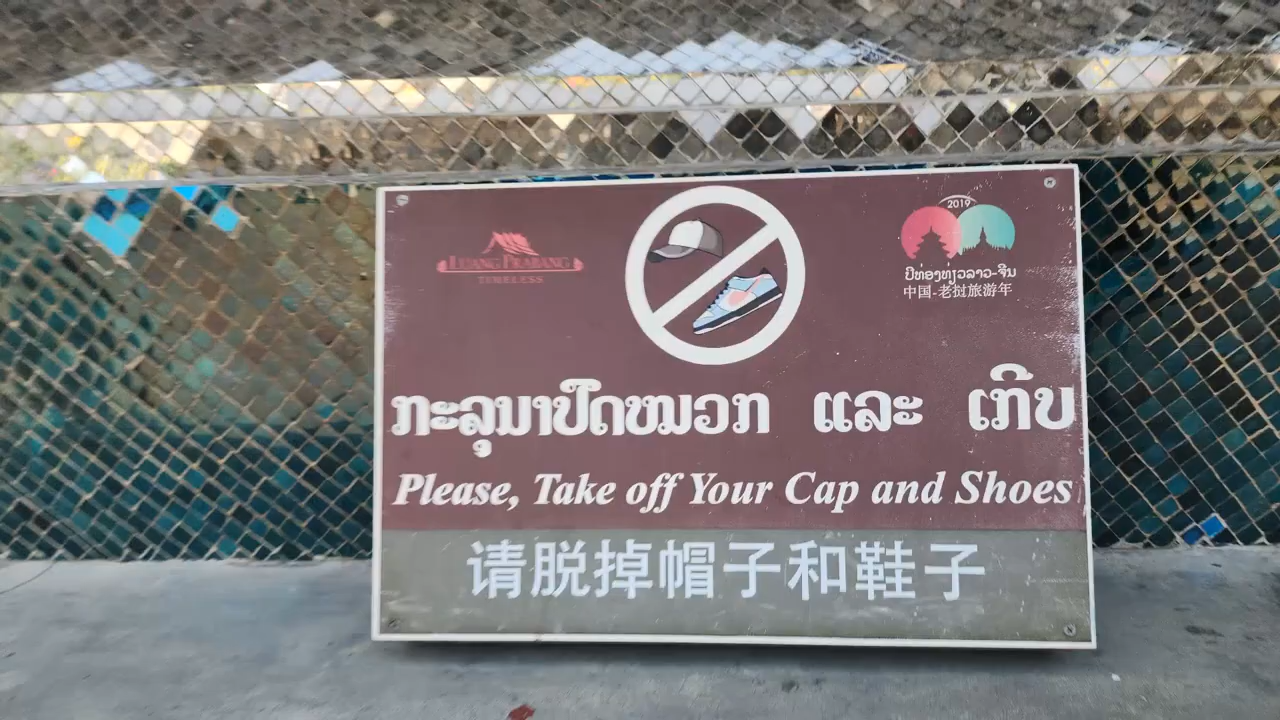 LUANG PRABANG
TIMELESS
2019
ປີທ່ອງທ່ຽວລາວ-ຈີນ
中国-老挝旅游年
ກະລຸນາປົດໝວກ ແລະ ເກີບ
Please, Take off Your Cap and Shoes
请脱掉帽子和鞋子